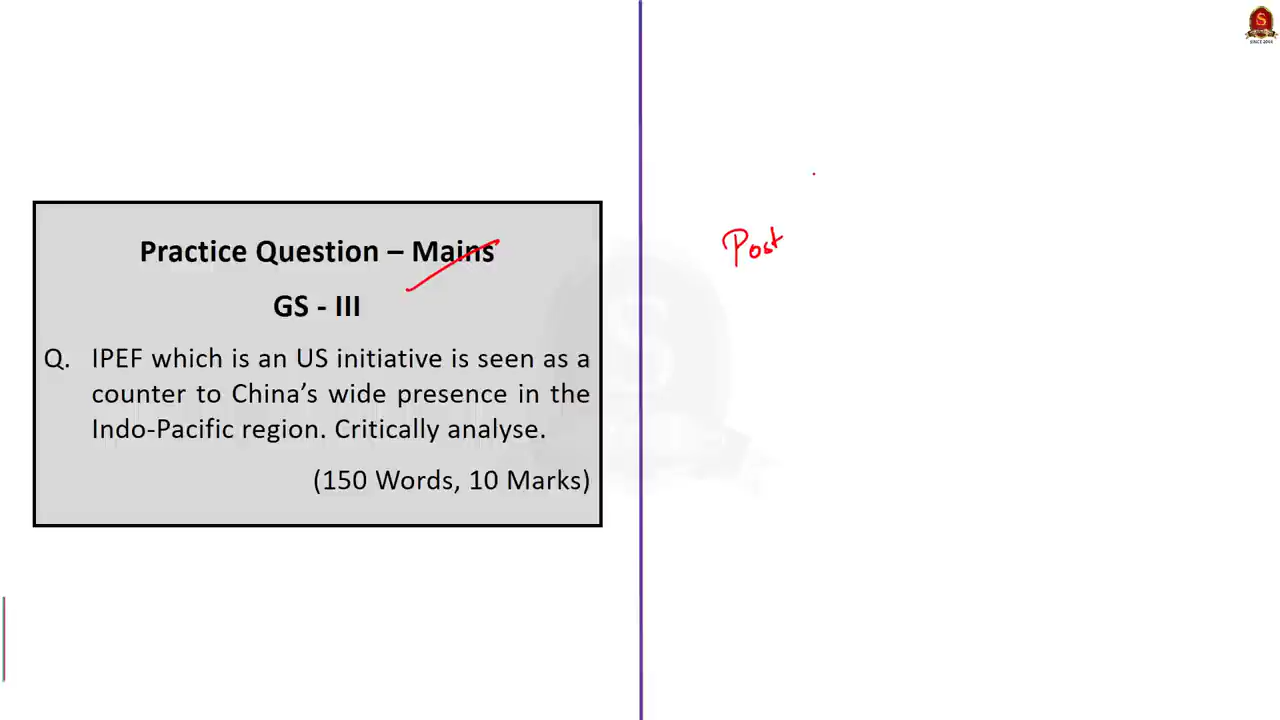 Practice Question – Mains
GS - III
Q. IPEF which is an US initiative is seen as a
counter to China’s wide presence in the
Indo-Pacific region. Critically analyse.
(150 Words, 10 Marks)
Post
S